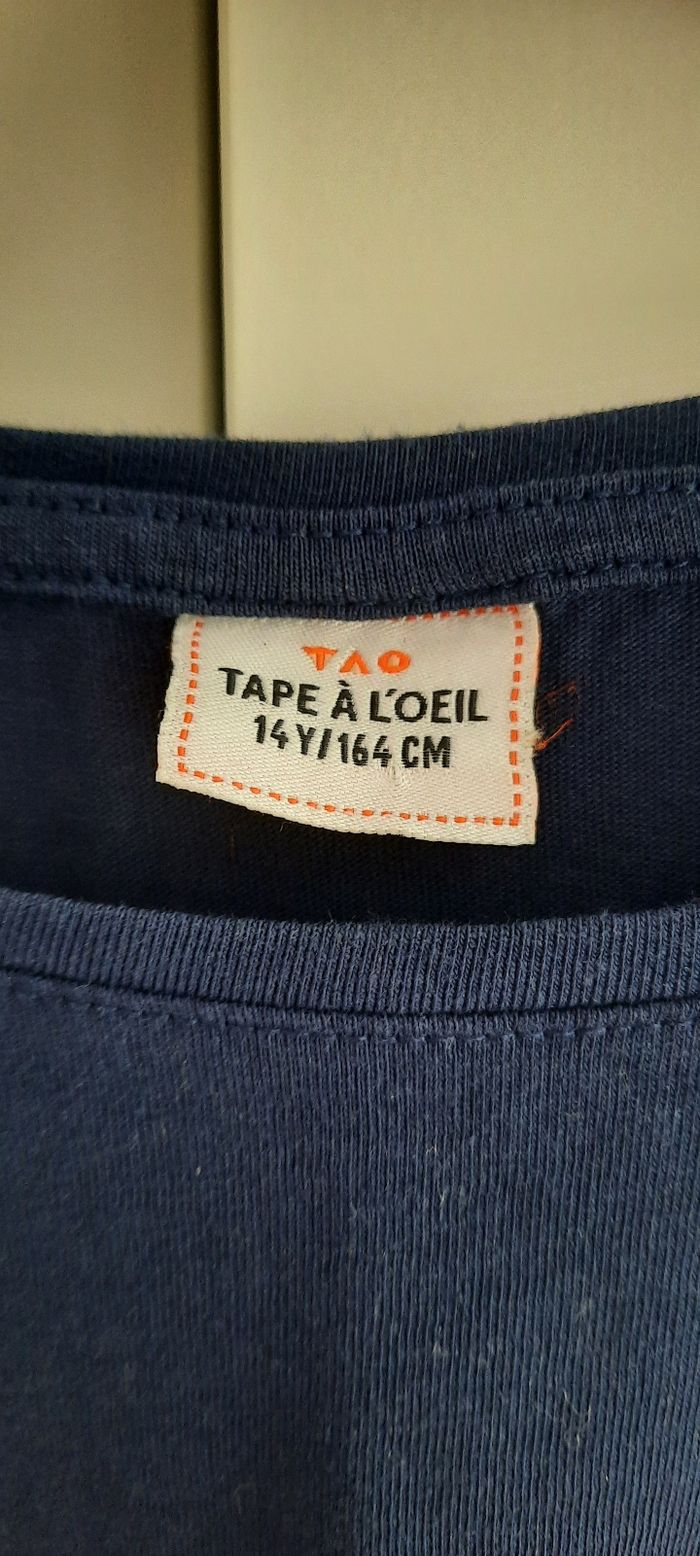 TAO
TAPE À L'OEIL
14Y/164 CM